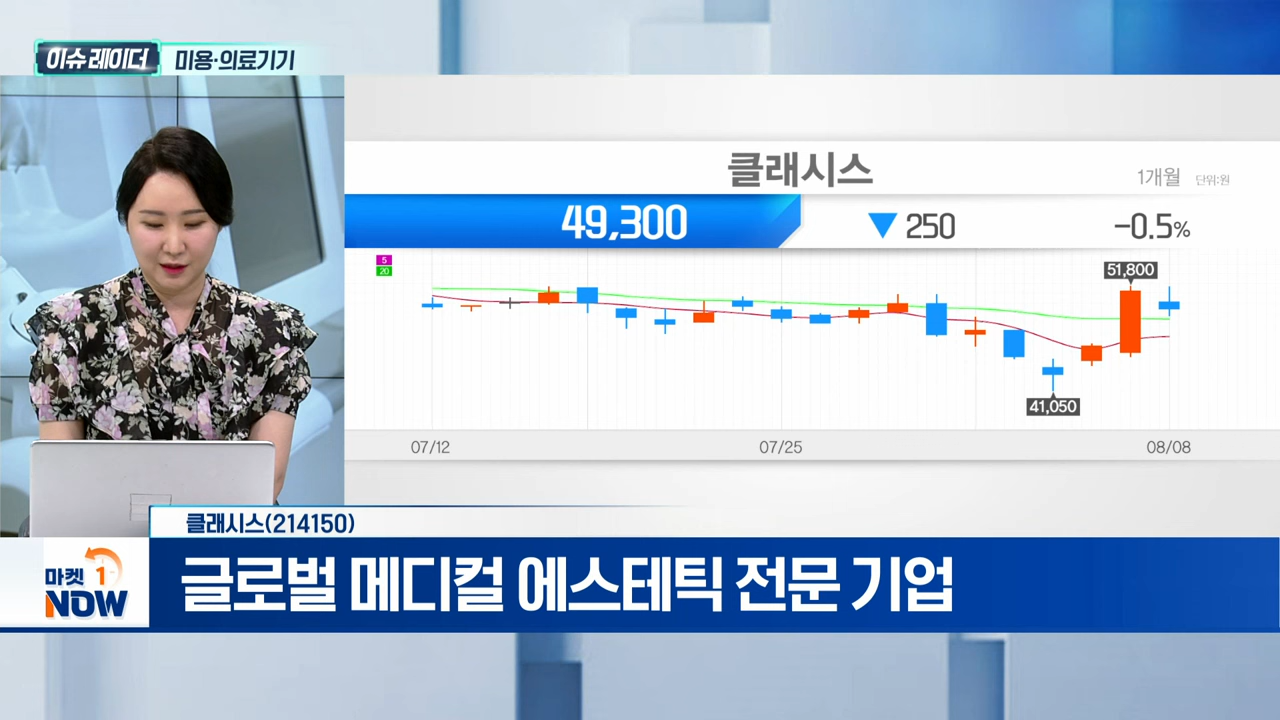 이슈 레이더 미용·의료기기
클래시스
1개월 단위:원
49,300 ▼ 250 -0.5%
5
20
51,800
41,050
07/12 07/25 08/08
클래시스(214150)
마켓 1
NOW
글로벌 메디컬 에스테틱 전문 기업